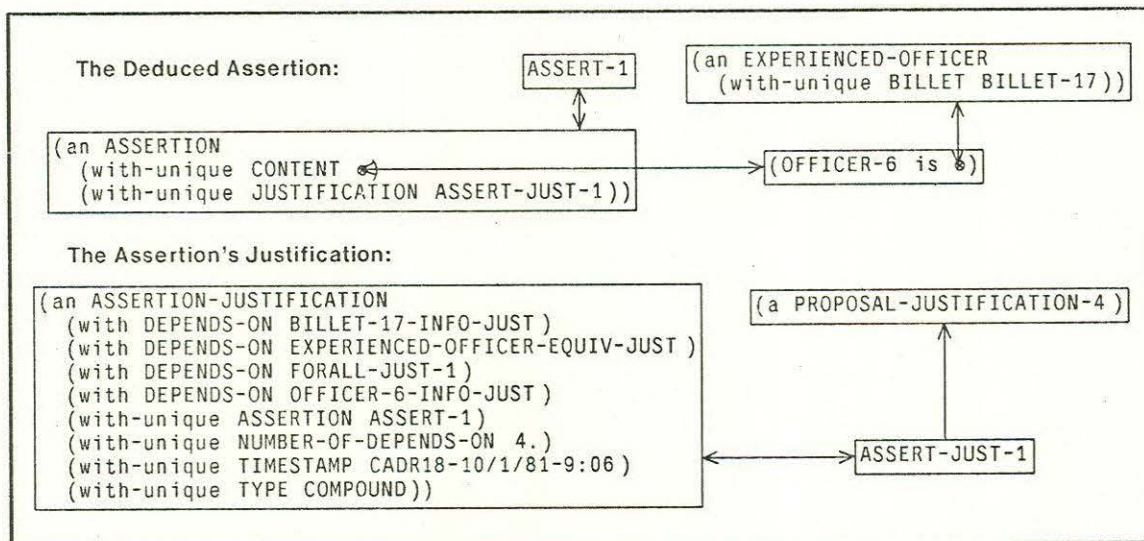 The Deduced Assertion:
ASSERT-1
(an EXPERIENCED-OFFICER
(with-unique BILLET BILLET-17))
(an ASSERTION
(with-unique CONTENT
(with-unique JUSTIFICATION ASSERT-JUST-1))
(OFFICER-6 is )
The Assertion's Justification:
(an ASSERTION-JUSTIFICATION
(with DEPENDS-ON BILLET-17-INFO-JUST)
(with DEPENDS-ON EXPERIENCED-OFFICER-EQUIV-JUST)
(with DEPENDS-ON FORALL-JUST-1)
(with DEPENDS-ON OFFICER-6-INFO-JUST)
(with-unique ASSERTION ASSERT-1)
(with-unique NUMBER-OF-DEPENDS-ON 4.)
(with-unique TIMESTAMP CADR18-10/1/81-9:06)
(with-unique TYPE COMPOUND))
(a PROPOSAL-JUSTIFICATION-4)
ASSERT-JUST-1